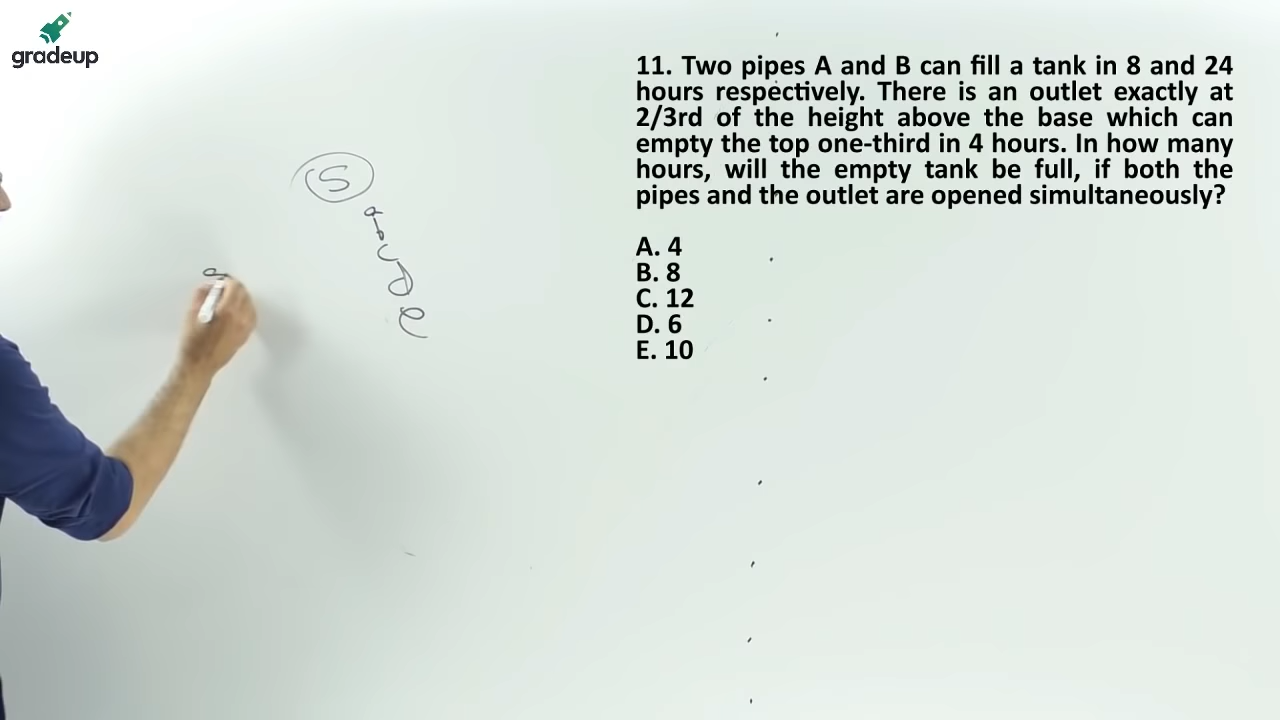 gradeup
11. Two pipes A and B can fill a tank in 8 and 24
hours respectively. There is an outlet exactly at
2/3rd of the height above the base which can
empty the top one-third in 4 hours. In how many
hours, will the empty tank be full, if both the
pipes and the outlet are opened simultaneously?
A. 4
B. 8
C. 12
D. 6
E. 10
S